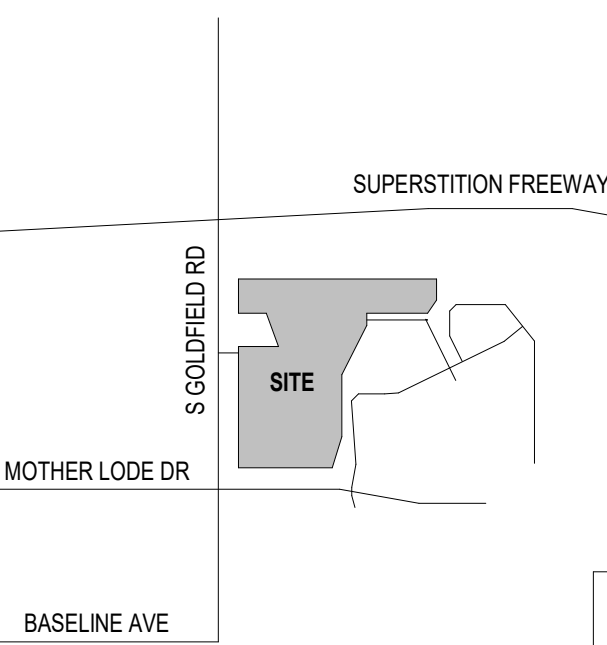 SUPERSTITION FREEWAY
S GOLDFIELD RD
SITE
MOTHER LODE DR
BASELINE AVE